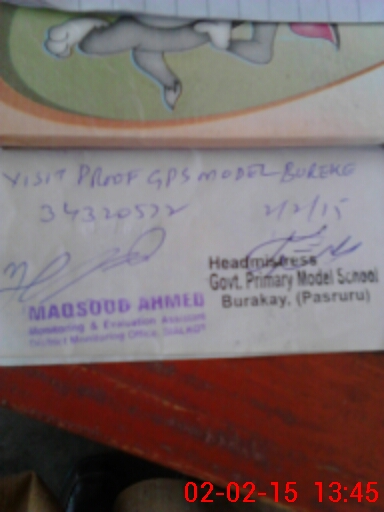 VISIT PROOF GPS MODEL BUREKE
34320522
2/2/15
Headmistress
Govt. Primary Model School
Burakay, (Pasruru)
MAQSOOD AHMED
Monitoring & Evaluation Assistant
District Monitoring Office, SIALKOT
02-02-15 13:45